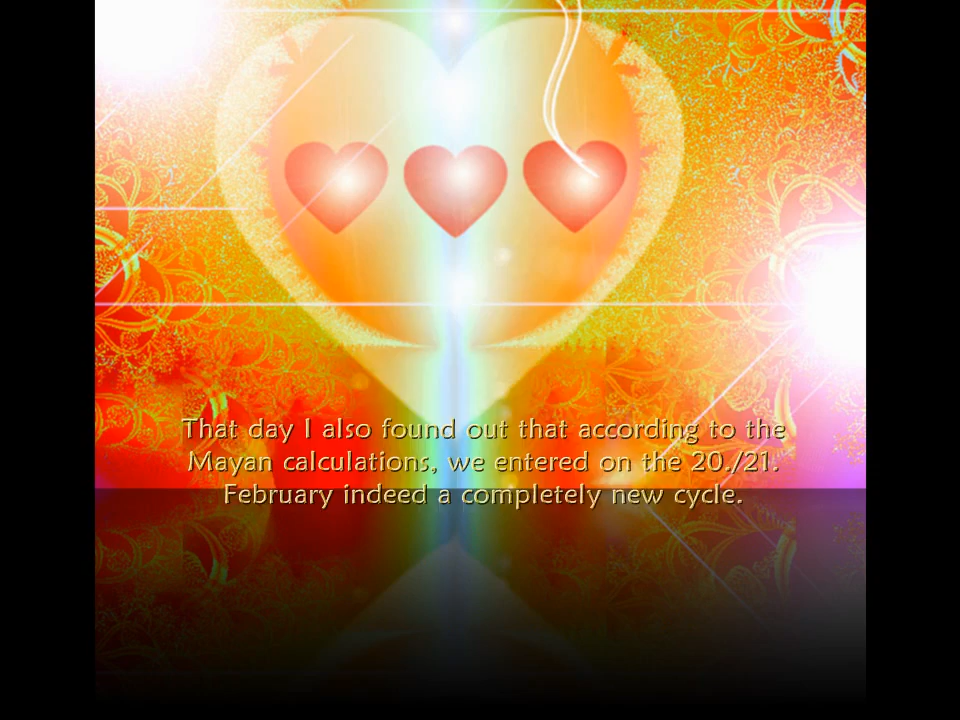 That day I also found out that according to the
Mayan calculations, we entered on the 20./21.
February indeed a completely new cycle.